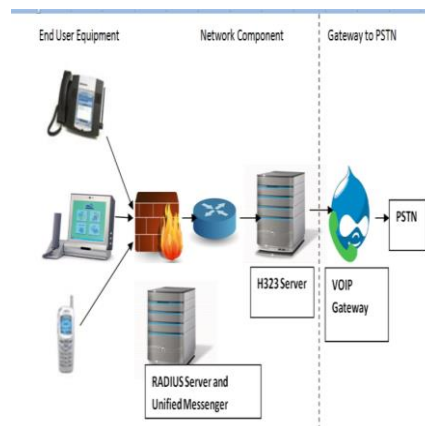 End User Equipment
Network Component
Gateway to PSTN
PSTN
H323 Server
VOIP
Gateway
RADIUS Server and
Unified Messenger